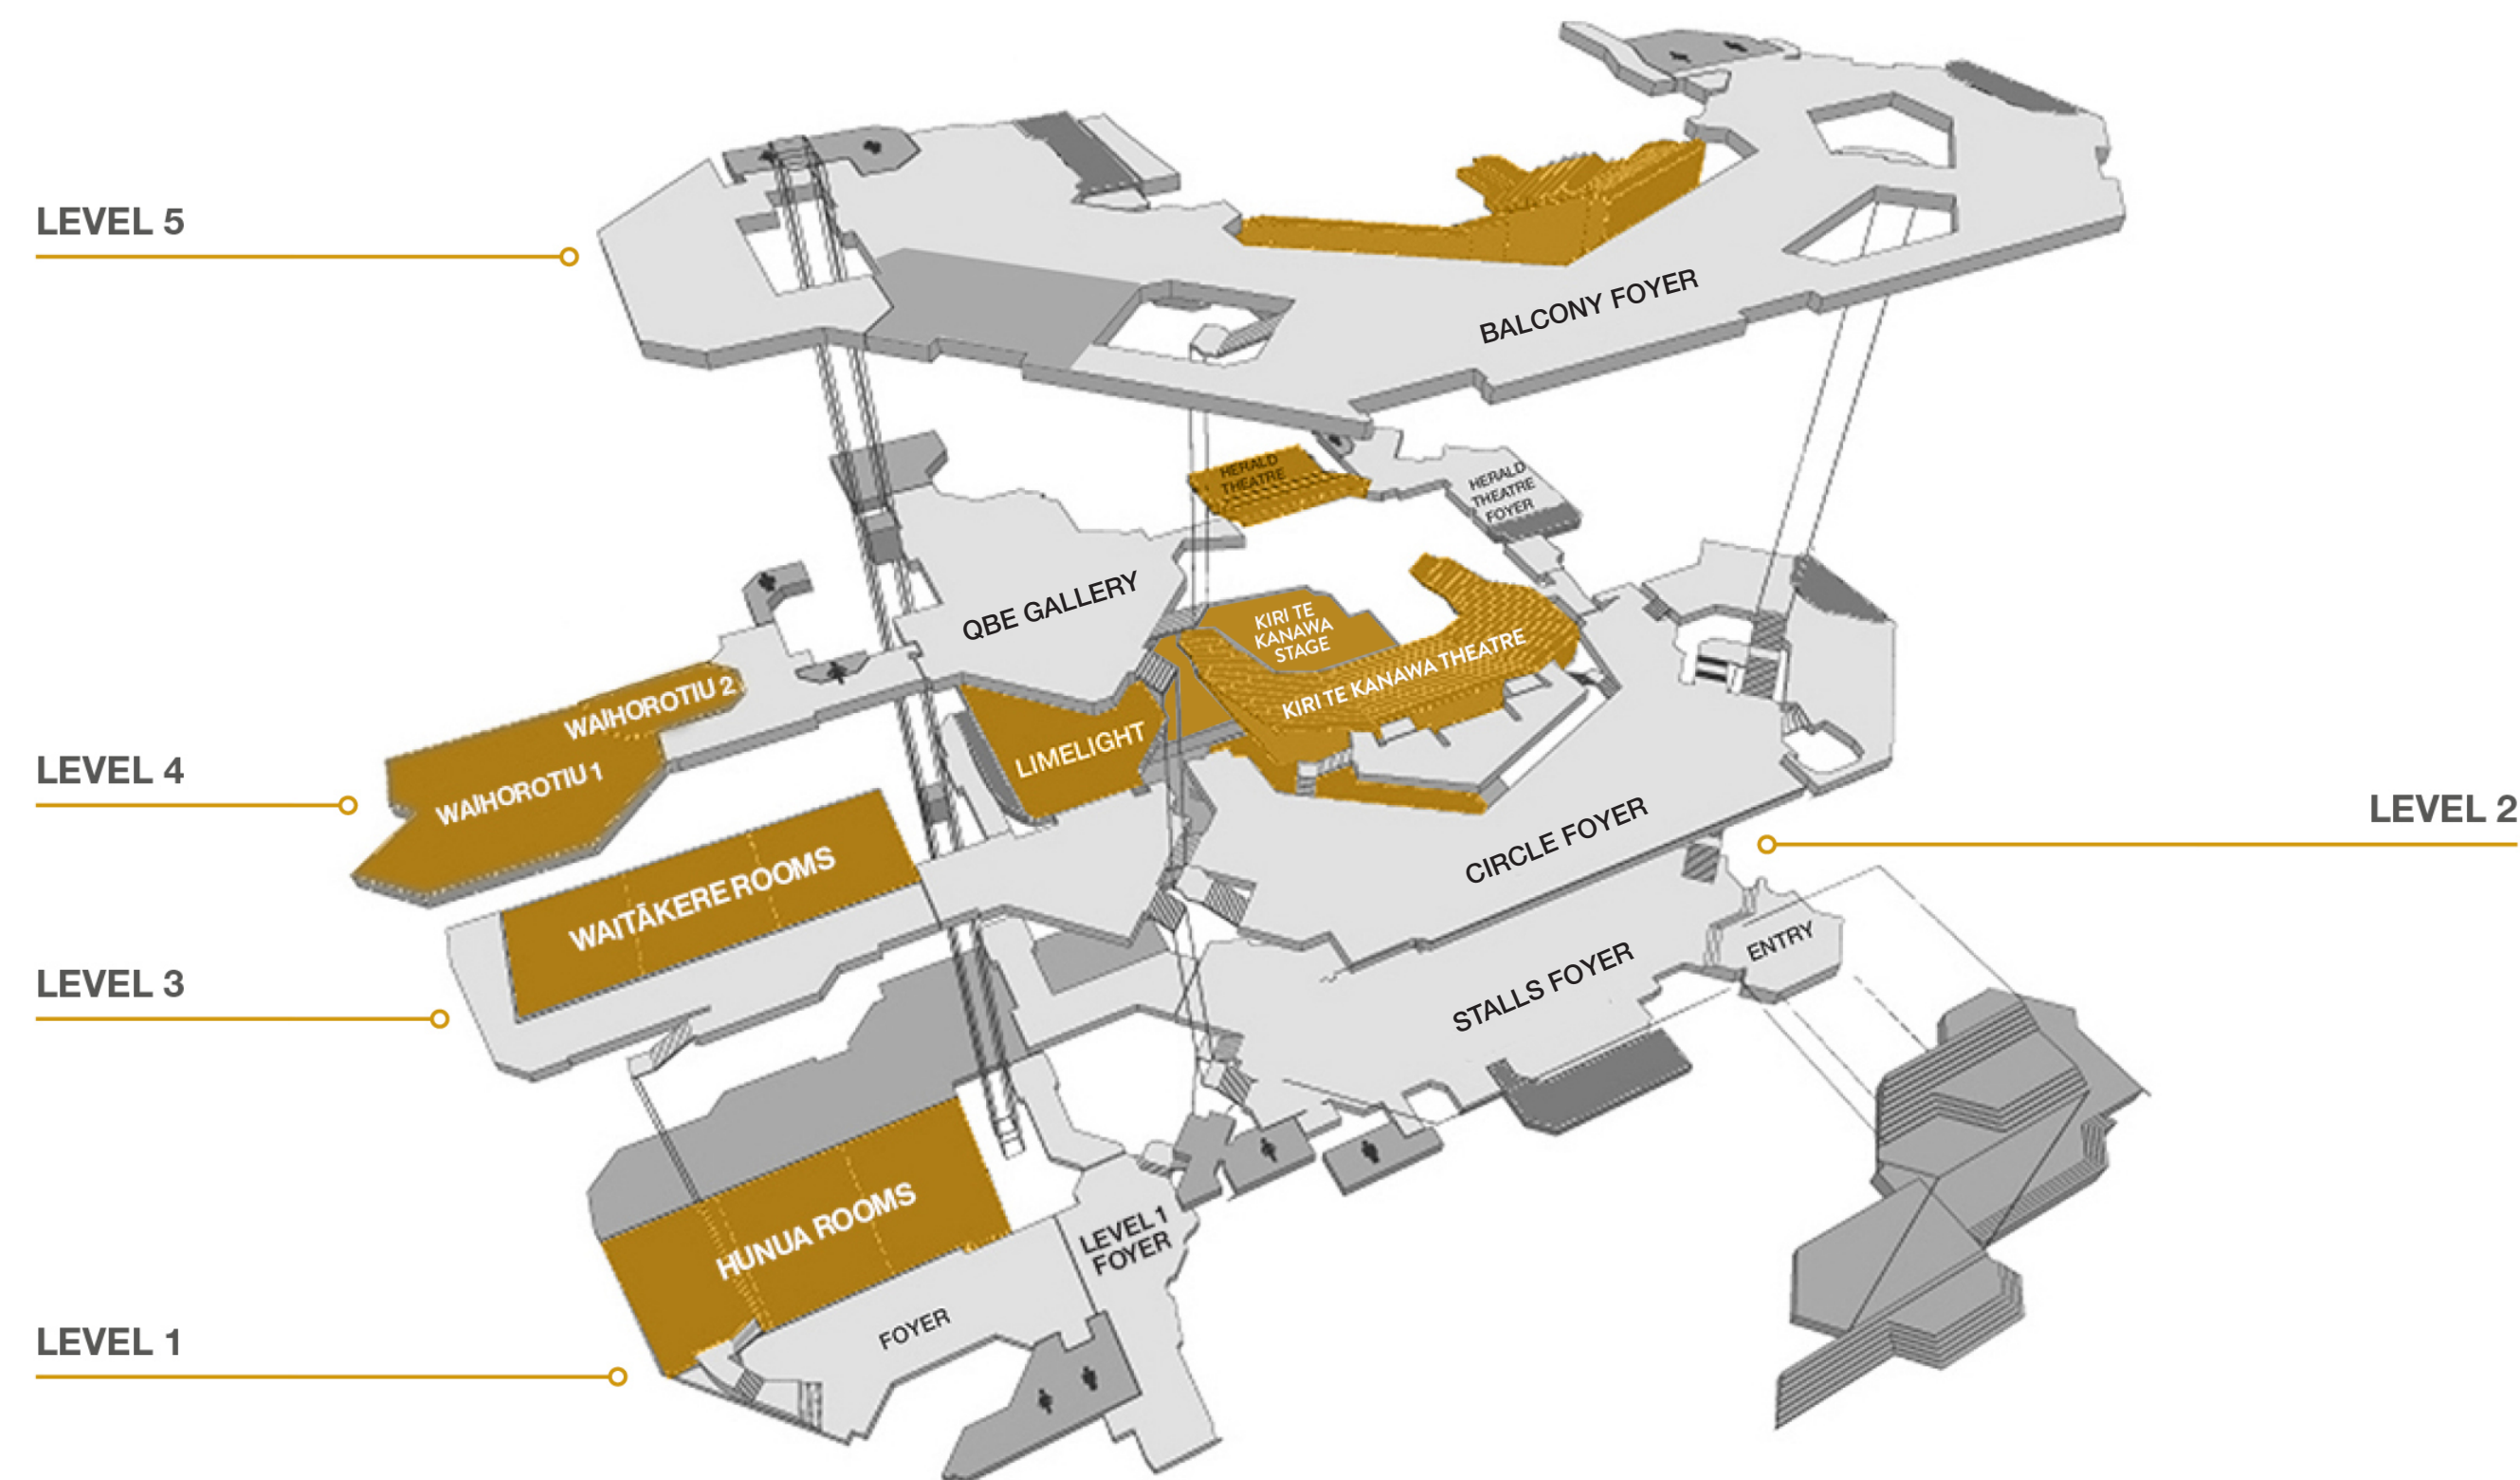 LEVEL 5
BALCONY FOYER
HERALD
THEATRE
HERALD
THEATRE
FOYER
QBE GALLERY
KIRI TE
KANAWA
STAGE
KIRI TE KANAWA THEATRE
WAIHOROTIU 2
LIMELIGHT
WAIHOROTIU 1
LEVEL 4
LEVEL 2
CIRCLE FOYER
WAITĀKERE ROOMS
ENTRY
LEVEL 3
STALLS FOYER
HUNUA ROOMS
LEVEL 1
FOYER
FOYER
LEVEL 1